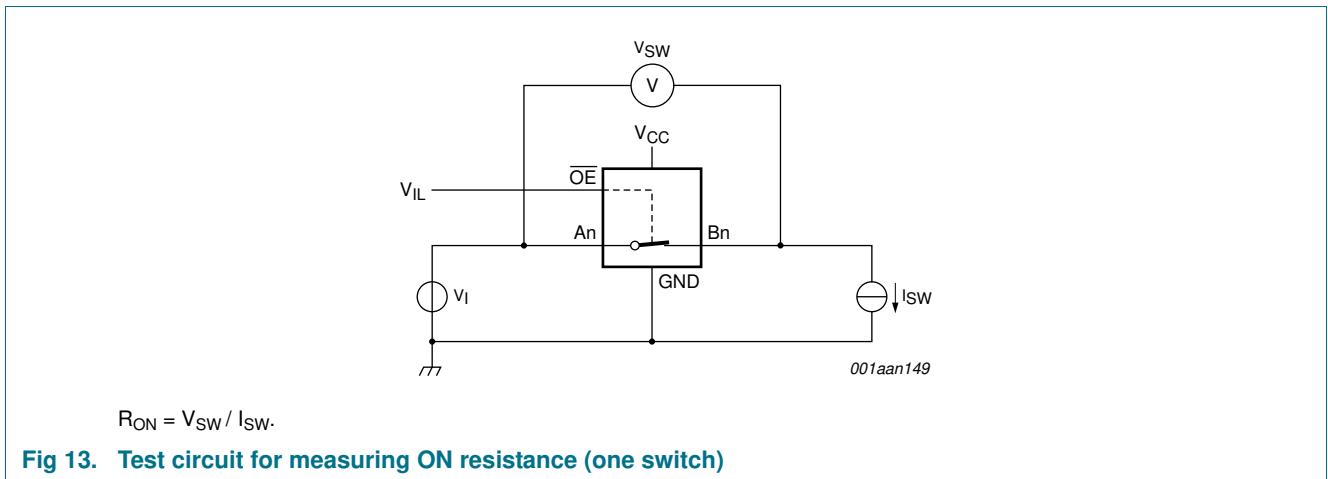 VSW
V
VCC
OE
VIL
An
Bn
GND
VI
ISW
001aan149
RON = VSW / ISW.
Fig 13. Test circuit for measuring ON resistance (one switch)